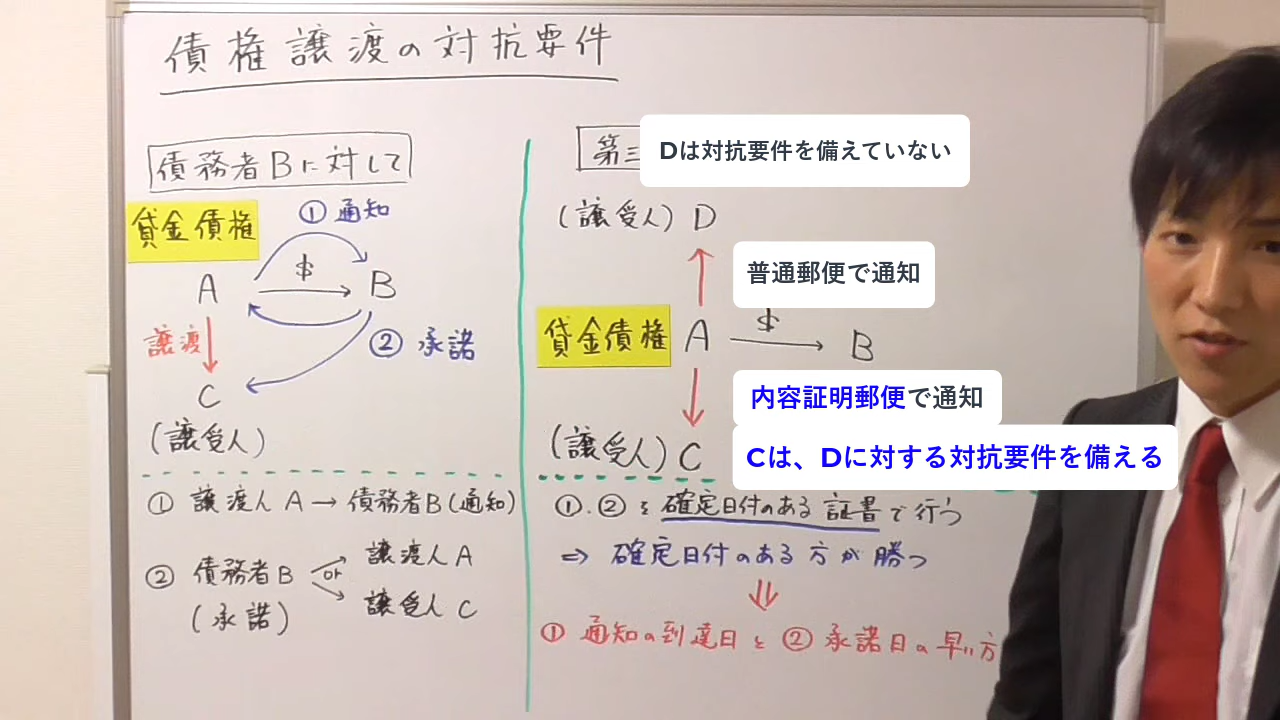 債権譲渡の対抗要件
債務者Bに対して
貸金債権
①通知
A
$
B
譲渡
②承諾
C
(譲受人)
①譲渡人A→債務者B(通知)
②債務者B
(承諾)
or
譲渡人A
譲受人C
第三
Dは対抗要件を備えていない
(譲受人)D
普通郵便で通知
貸金債権
A
$
B
内容証明郵便で通知
(譲受人)C
Cは、Dに対する対抗要件を備える
①.②を確定日付のある証書で行う
⇒確定日付のある方が勝つ
①通知の到達日と②承諾日の早い方